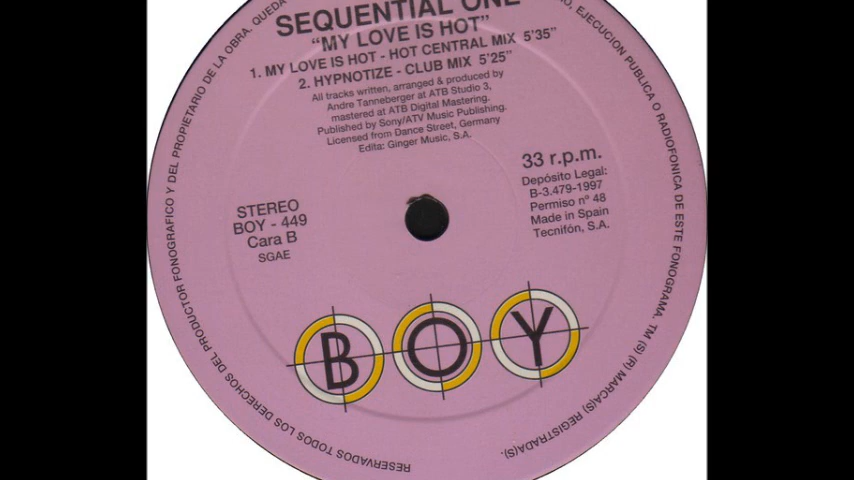 SEQUENTIAL ONE
"MY LOVE IS HOT"
1. MY LOVE IS HOT - HOT CENTRAL MIX 5'35"
2. HYPNOTIZE - CLUB MIX 5'25"
All tracks written, arranged & produced by
Andre Tanneberger at ATB Studio 3,
mastered at ATB Digital Mastering.
Published by Sony/ATV Music Publishing.
Licensed from Dance Street, Germany
Edita: Ginger Music, S.A.
STEREO
BOY - 449
Cara B
SGAE
33 r.p.m.
Depósito Legal:
B-3.479-1997
Permiso nº 48
Made in Spain
Tecnifón, S.A.
BOY
RESERVADOS TODOS LOS DERECHOS DEL PRODUCTOR FONOGRAFICO Y DEL PROPIETARIO DE LA OBRA. QUEDA
EJECUCION PUBLICA O RADIOFONICA DE ESTE FONOGRAMA. TM (S) (R) MARCA(S) REGISTRADA(S).